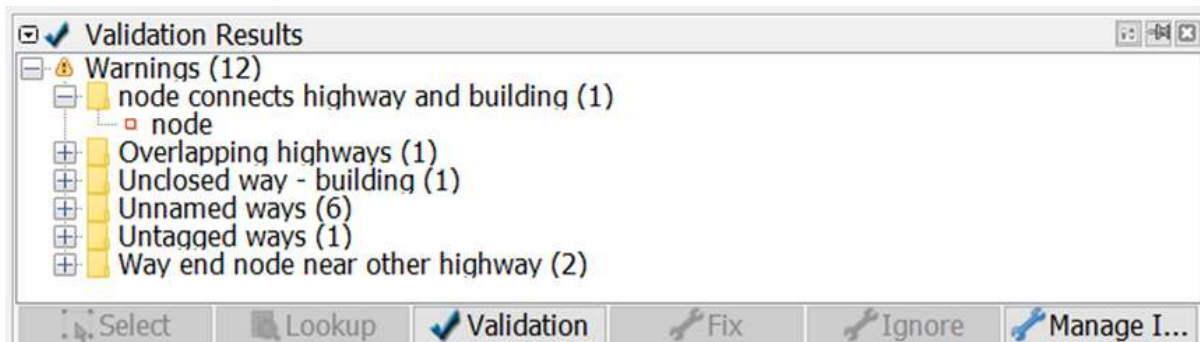 Validation Results
Warnings (12)
node connects highway and building (1)
node
Overlapping highways (1)
Unclosed way - building (1)
Unnamed ways (6)
Untagged ways (1)
Way end node near other highway (2)
Select Lookup Validation Fix Ignore Manage I...